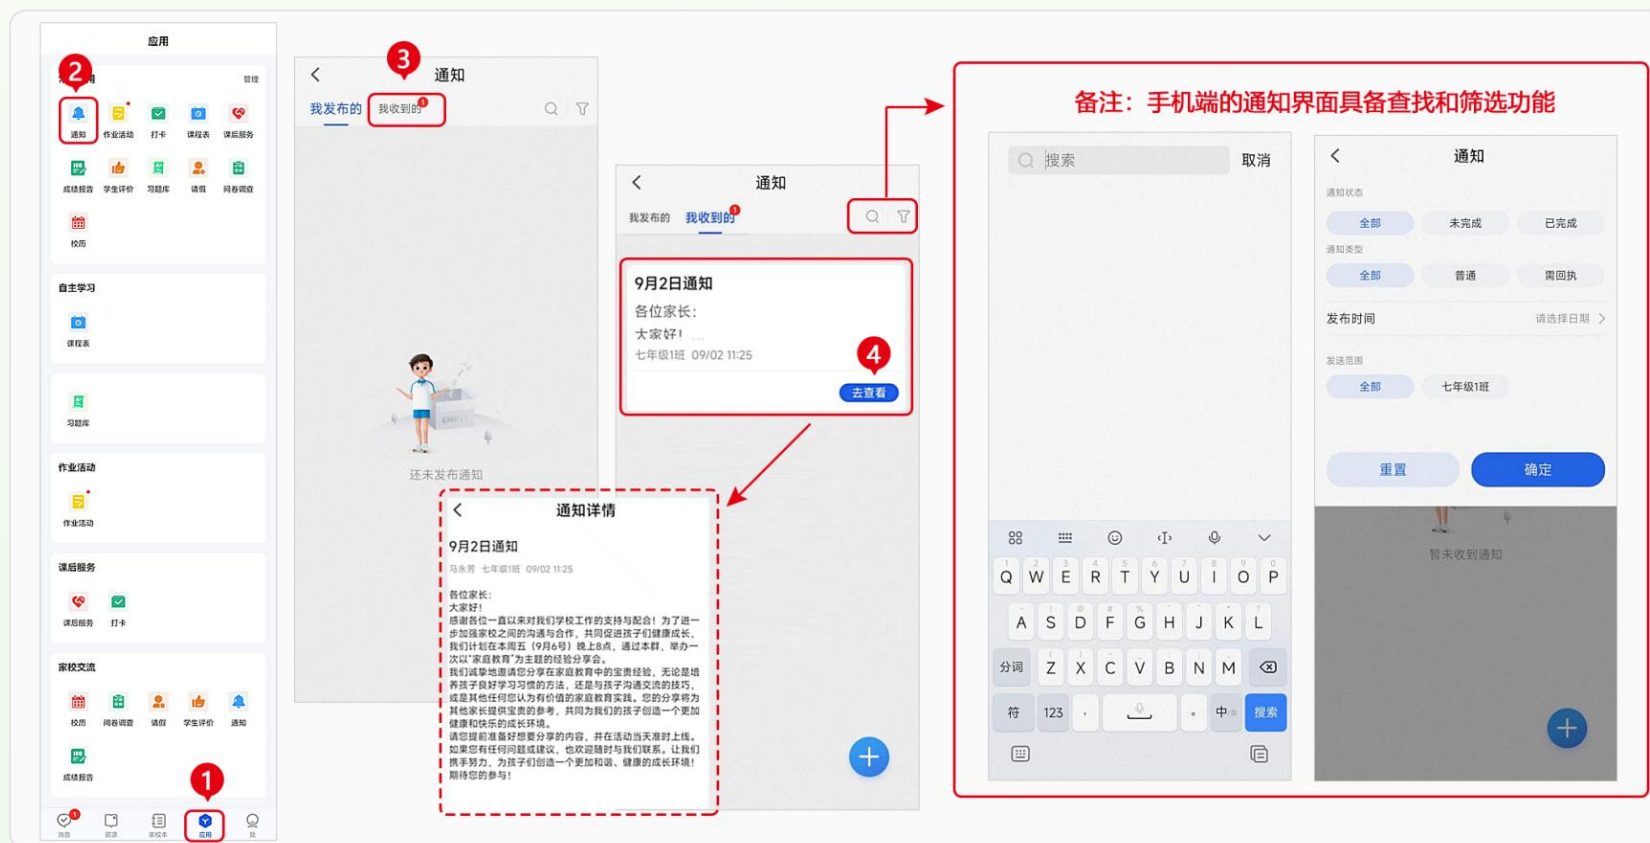 应用
2
管理
通知
作业活动
打卡
课程表
课后服务
成绩报告
学生评价
习题库
请假
问卷调查
校历
自主学习
课程表
习题库
作业活动
作业活动
课后服务
课后服务
打卡
家校交流
校历
问卷调查
请假
学生评价
通知
成绩报告
1
1
消息
资源
家校本
应用
我
3
通知
我发布的
我收到的
1
还未发布通知
通知
我发布的
我收到的
1
9月2日通知
各位家长：
大家好！ ...
七年级1班 09/02 11:25
4
去查看
通知详情
9月2日通知
马永芳 七年级1班 09/02 11:25
各位家长：
大家好！
感谢各位一直以来对我们学校工作的支持与配合！为了进一
步加强家校之间的沟通与合作，共同促进孩子们健康成长，
我们计划在本周五（9月6号）晚上8点，通过本群，举办一
次以"家庭教育"为主题的经验分享会。
我们诚挚地邀请您分享在家庭教育中的宝贵经验，无论是培
养孩子良好学习习惯的方法，还是与孩子沟通交流的技巧，
或是其他任何您认为有价值的家庭教育实践。您的分享将为
其他家长提供宝贵的参考，共同为我们的孩子创造一个更加
健康和快乐的成长环境。
请您提前准备好想要分享的内容，并在活动当天准时上线。
如果您有任何问题或建议，也欢迎随时与我们联系。让我们
携手努力，为孩子们创造一个更加和谐、健康的成长环境！
期待您的参与！
备注：手机端的通知界面具备查找和筛选功能
搜索
取消
Q W E R T Y U I O P
A S D F G H J K L
分词 Z X C V B N M
符 123 中 搜索
通知
通知状态
全部 未完成 已完成
通知类型
全部 普通 需回执
发布时间 请选择日期
发送范围
全部 七年级1班
重置 确定
暂未收到通知